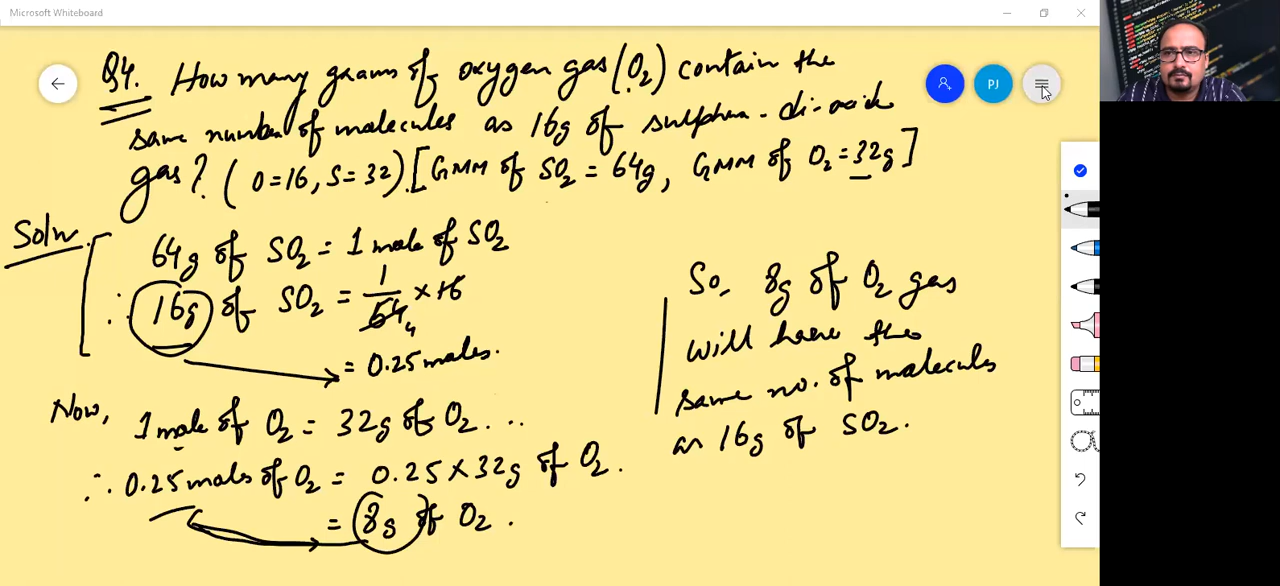 Microsoft Whiteboard
Q4. How many grams of oxygen gas (O2) contain the
same number of molecules as 16g of sulphur-di-oxide
gas? (O=16, S=32). [GMM of SO2 = 64g, GMM of O2 = 32g]
PJ
Soln.
64g of SO2 = 1 mole of SO2
∴ 16g of SO2 = 1/64 × 16
4
= 0.25 moles.
Now, 1 mole of O2 = 32g of O2...
∴ 0.25 moles of O2 = 0.25 × 32g of O2.
= 8g of O2.
So, 8g of O2 gas
will have the
same no. of molecules
as 16g of SO2.